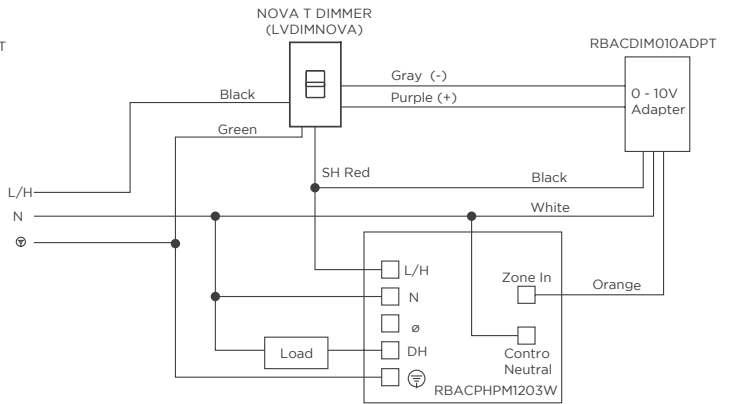 NOVA T DIMMER
(LVDIMNOVA)
T
RBACDIM010ADPT
Gray (-)
Purple (+)
0 - 10V
Adapter
Black
Green
SH Red
Black
L/H
White
N
L/H
Zone In
N
Orange
ø
Load
DH
Contro
Neutral
RBACPHPM1203W